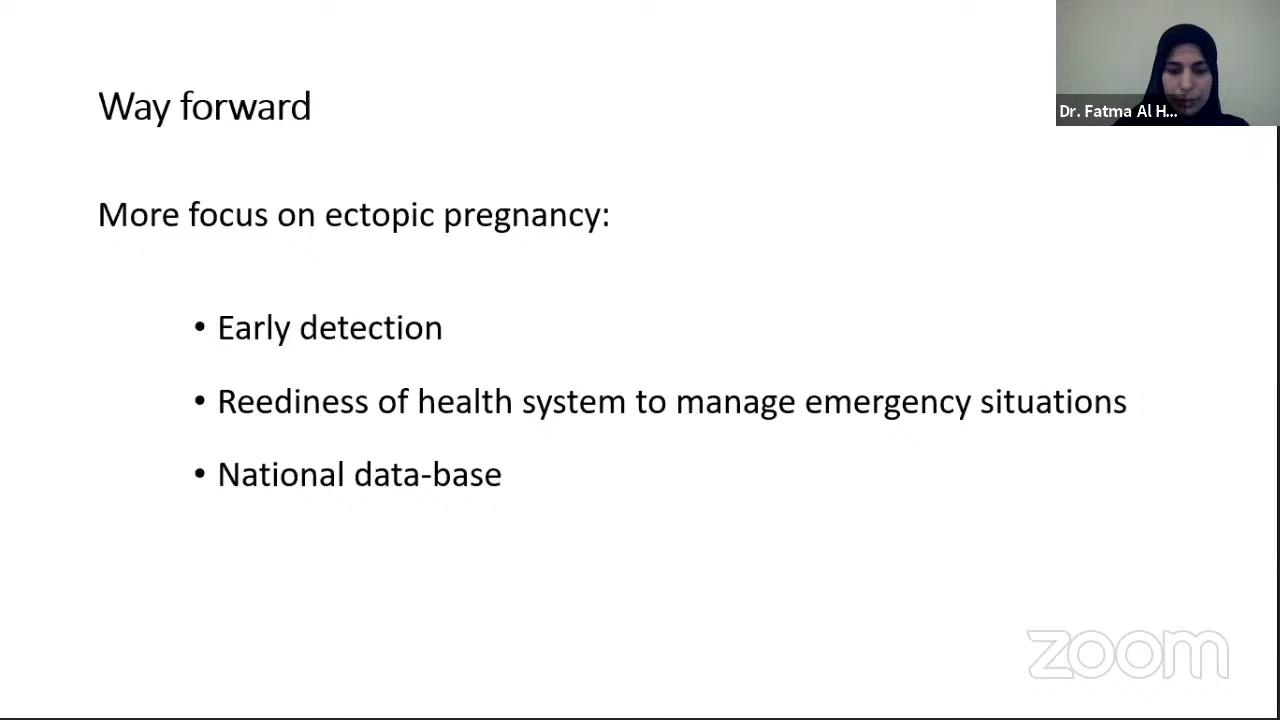 Way forward
Dr. Fatma Al H...
More focus on ectopic pregnancy:
• Early detection
• Reediness of health system to manage emergency situations
• National data-base
zoom